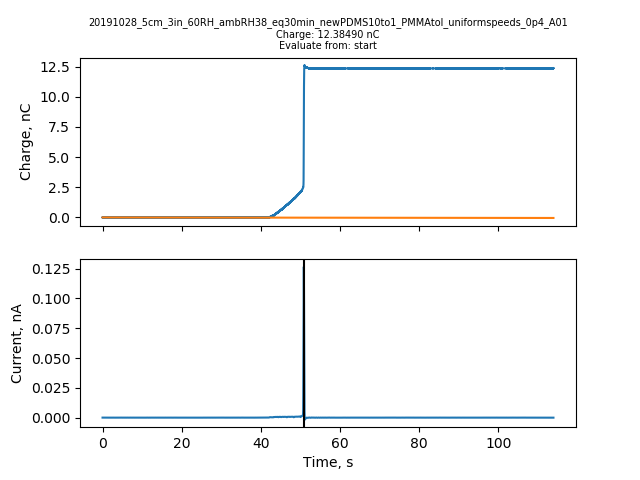 20191028_5cm_3in_60RH_ambRH38_eq30min_newPDMS10to1_PMMAtol_uniformspeeds_0p4_A01
Charge: 12.38490 nC
Evaluate from: start
12.5
10.0
7.5
5.0
2.5
0.0
Charge, nC
0.125
0.100
0.075
0.050
0.025
0.000
Current, nA
0 20 40 60 80 100
Time, s